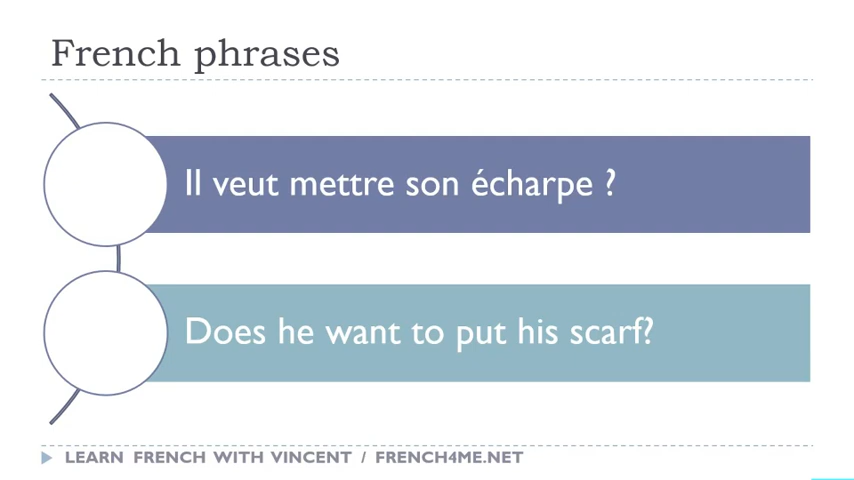 French phrases
Il veut mettre son écharpe ?
Does he want to put his scarf?
LEARN FRENCH WITH VINCENT / FRENCH4ME.NET